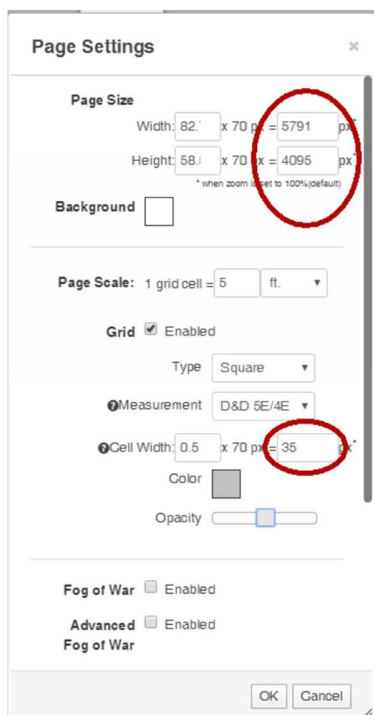 Page Settings ×
Page Size
Width: 82. x 70 px = 5791 px*
Height: 58. x 70 px = 4095 px*
* when zoom is set to 100%(default)
Background
Page Scale: 1 grid cell = 5 ft. ▼
Grid Enabled
Type Square ▼
Measurement D&D 5E/4E ▼
Cell Width: 0.5 x 70 px = 35 px*
Color
Opacity
Fog of War Enabled
Advanced Enabled
Fog of War
OK Cancel